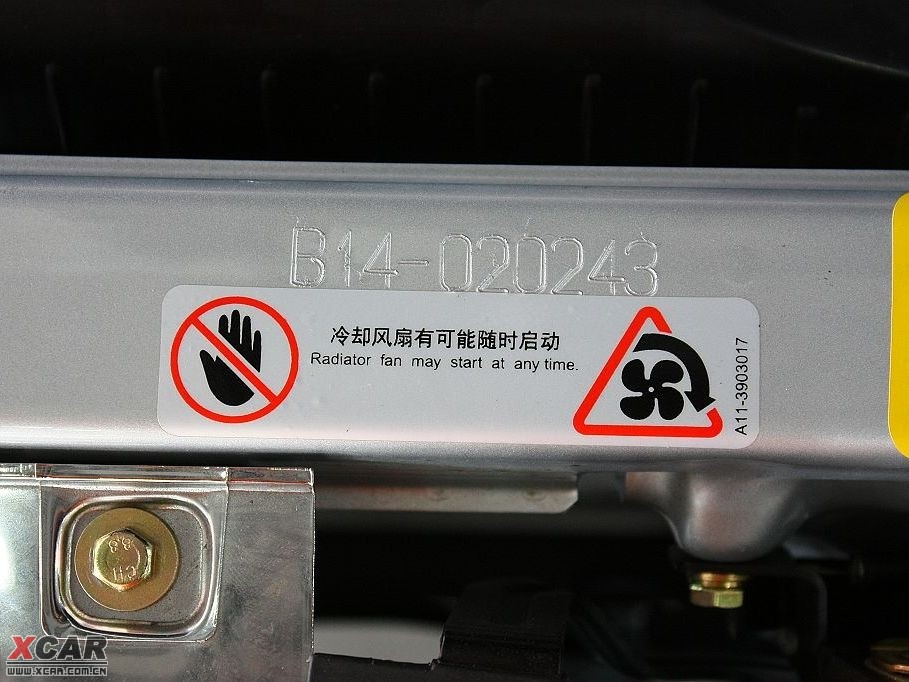 B14-020243
冷却风扇有可能随时启动
Radiator fan may start at any time.
A11-3903017
8.8
CH
XCAR
WWW.XCAR.COM.CN